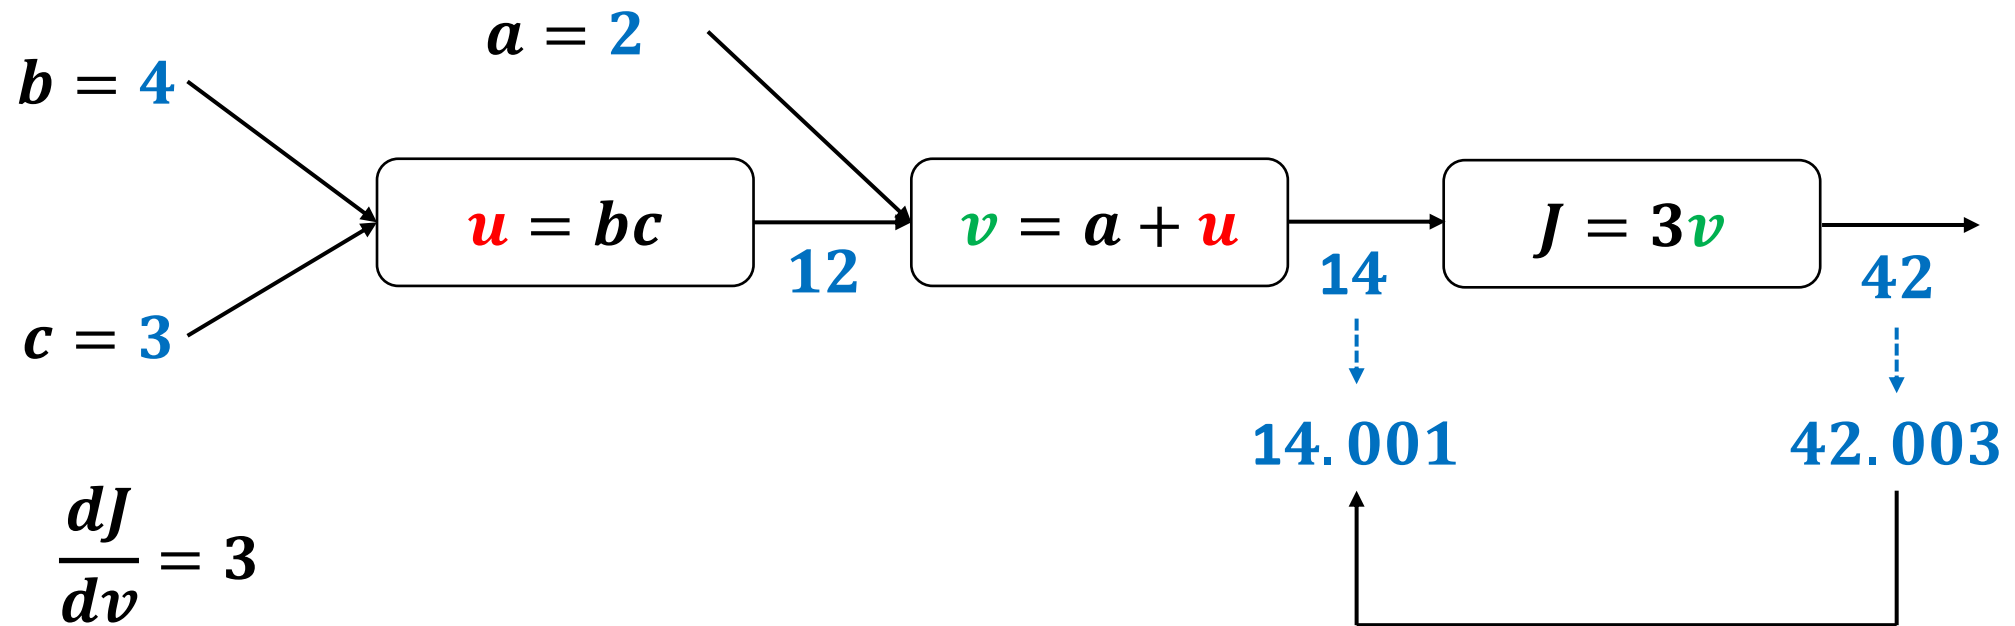 a = 2
b = 4
u = bc
v = a + u
J = 3v
12
14
42
c = 3
14.001
42.003
dJ
dv
= 3